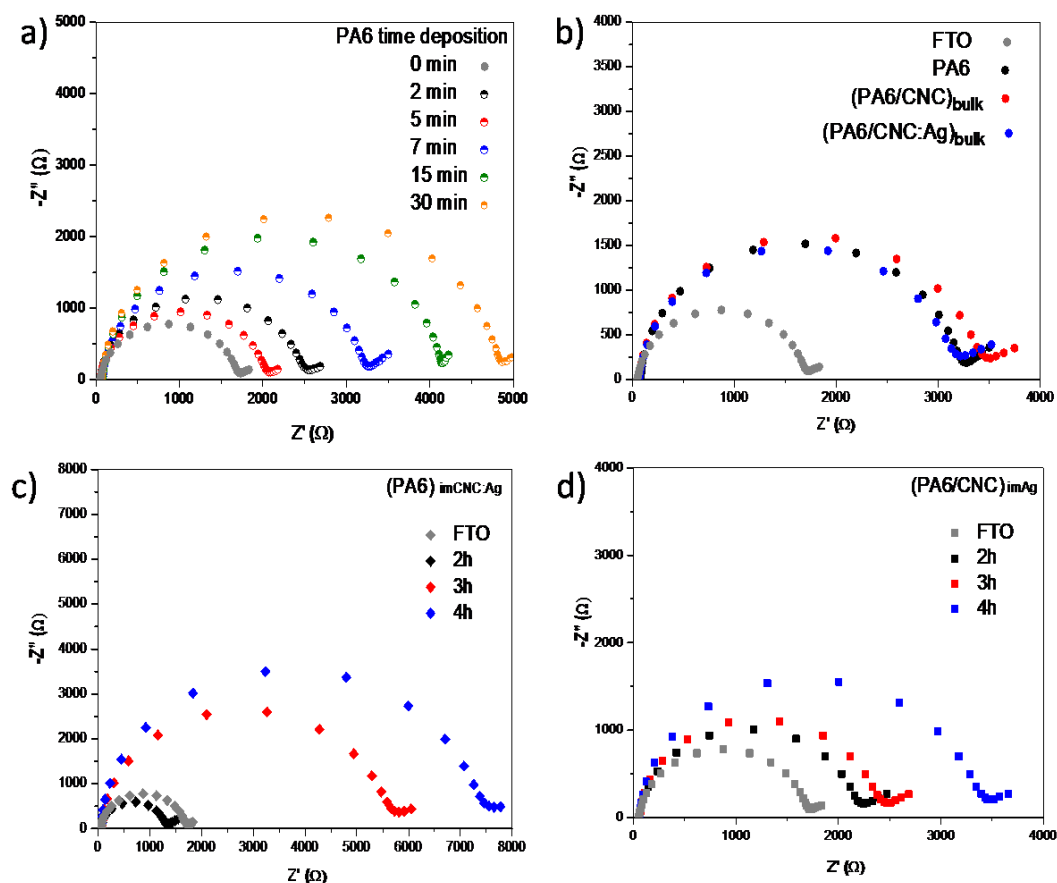 a)
PA6 time deposition
0 min
2 min
5 min
7 min
15 min
30 min
5000
4000
3000
2000
1000
0
-Z'' (Ω)
0 1000 2000 3000 4000 5000
Z' (Ω)
b)
FTO
PA6
(PA6/CNC)bulk
(PA6/CNC:Ag)bulk
4000
3500
3000
2500
2000
1500
1000
500
0
-Z'' (Ω)
0 1000 2000 3000 4000
Z' (Ω)
c)
(PA6) imCNC:Ag
FTO
2h
3h
4h
8000
7000
6000
5000
4000
3000
2000
1000
0
-Z'' (Ω)
0 1000 2000 3000 4000 5000 6000 7000 8000
Z' (Ω)
d)
(PA6/CNC) imAg
FTO
2h
3h
4h
4000
3000
2000
1000
0
-Z'' (Ω)
0 1000 2000 3000 4000
Z' (Ω)